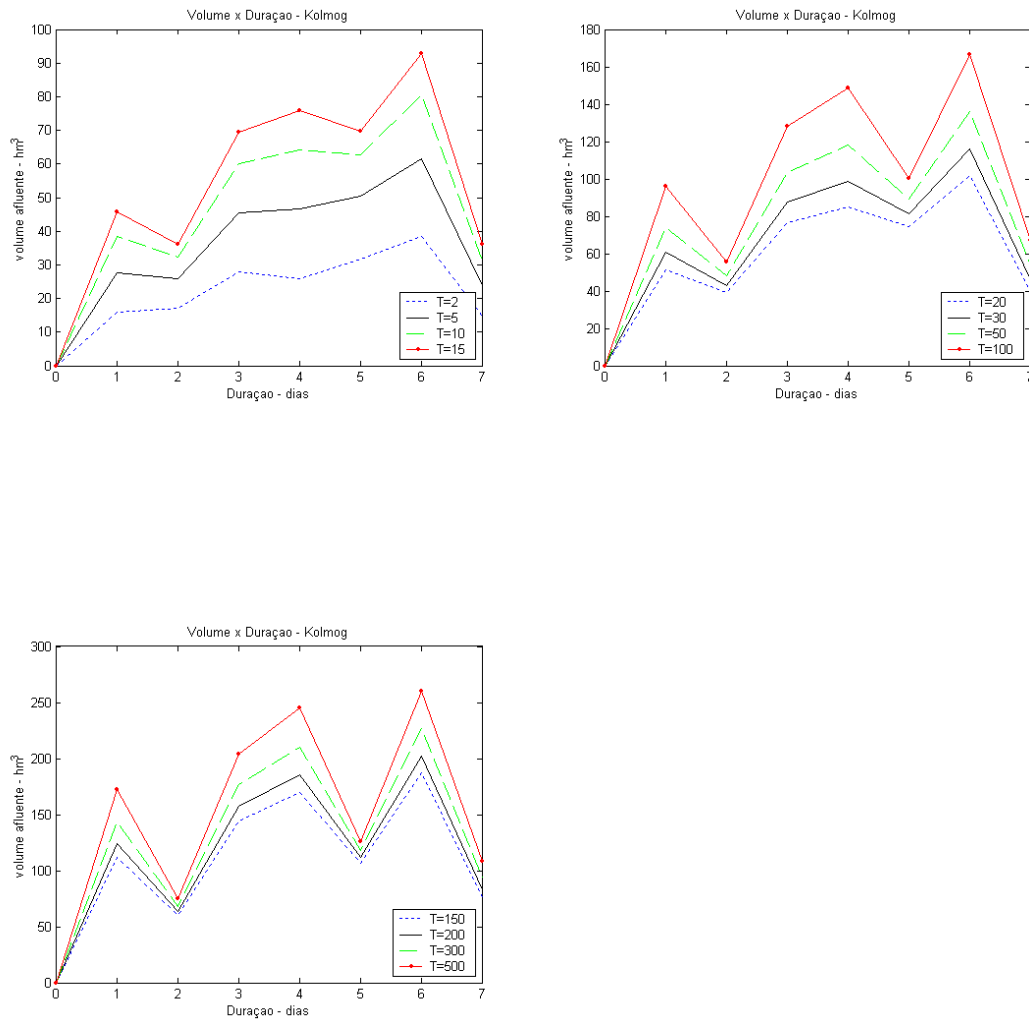 Volume x Duraçao - Kolmog
volume afluente - hm³
100
90
80
70
60
50
40
30
20
10
0
0 1 2 3 4 5 6 7
Duraçao - dias
T=2
T=5
T=10
T=15
Volume x Duraçao - Kolmog
volume afluente - hm³
180
160
140
120
100
80
60
40
20
0
0 1 2 3 4 5 6 7
Duraçao - dias
T=20
T=30
T=50
T=100
Volume x Duraçao - Kolmog
volume afluente - hm³
300
250
200
150
100
50
0
0 1 2 3 4 5 6 7
Duraçao - dias
T=150
T=200
T=300
T=500